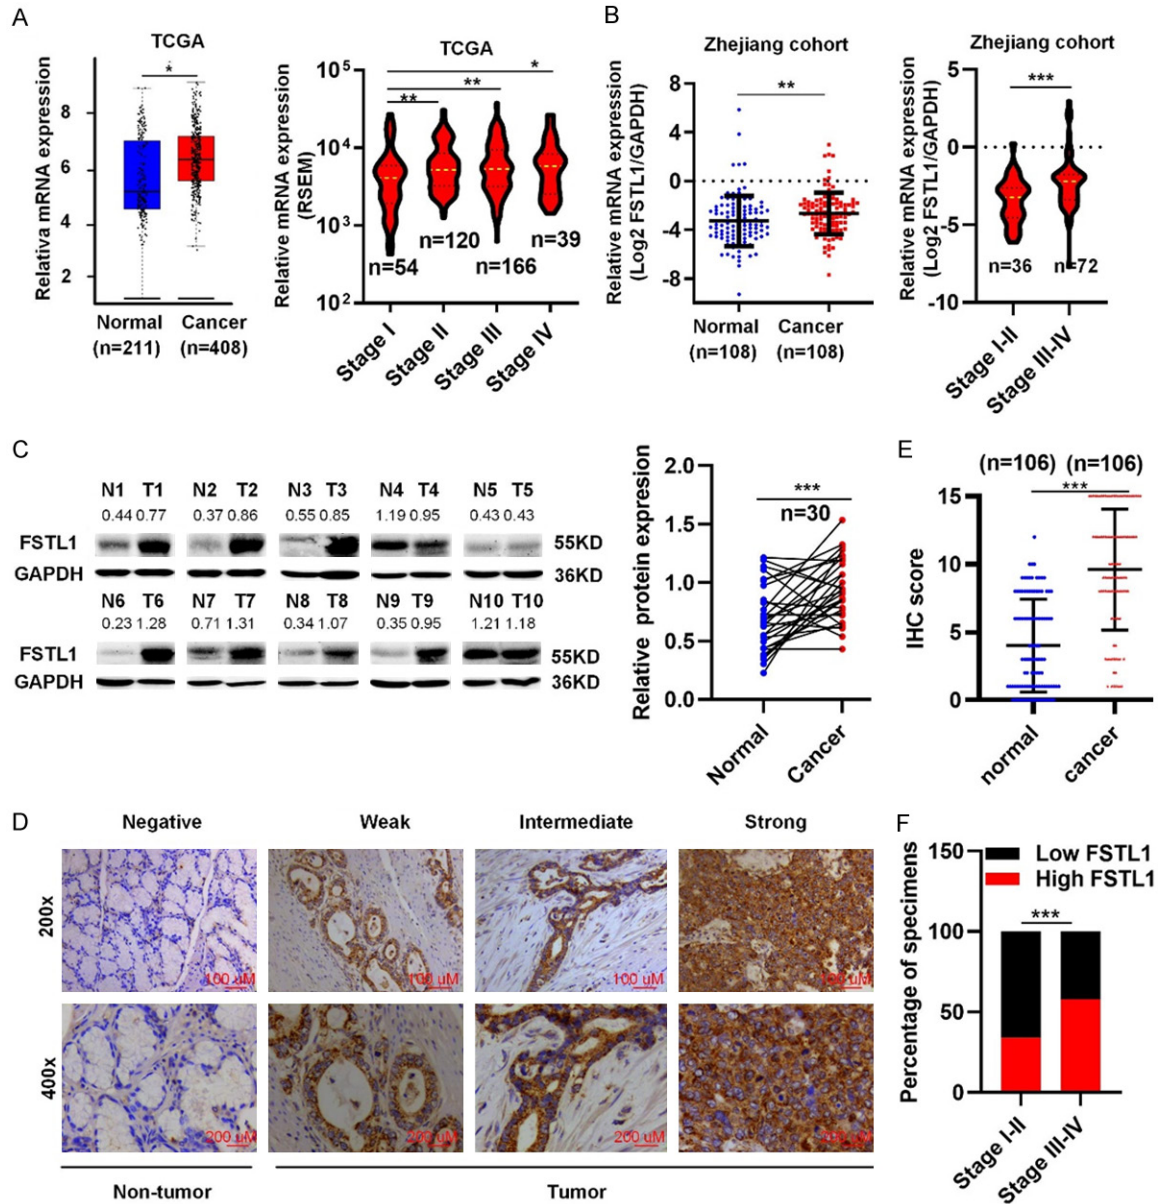 A
TCGA
Relativa mRNA expression
8
6
4
2
*
Normal
(n=211)
Cancer
(n=408)
TCGA
Relative mRNA expression
(RSEM)
10^5
10^4
10^3
10^2
*
**
**
n=54
n=120
n=166
n=39
Stage I
Stage II
Stage III
Stage IV
B
Zhejiang cohort
Relative mRNA expression
(Log2 FSTL1/GAPDH)
8
4
0
-4
-8
**
Normal
(n=108)
Cancer
(n=108)
Zhejiang cohort
Relative mRNA expression
(Log2 FSTL1/GAPDH)
5
0
-5
-10
***
n=36
n=72
Stage I-II
Stage III-IV
C
N1 T1 N2 T2 N3 T3 N4 T4 N5 T5
0.44 0.77 0.37 0.86 0.55 0.85 1.19 0.95 0.43 0.43
FSTL1 55KD
GAPDH 36KD
N6 T6 N7 T7 N8 T8 N9 T9 N10 T10
0.23 1.28 0.71 1.31 0.34 1.07 0.35 0.95 1.21 1.18
FSTL1 55KD
GAPDH 36KD
Relative protein expresion
2.0
1.5
1.0
0.5
0.0
***
n=30
Normal
Cancer
E
(n=106) (n=106)
***
IHC score
15
10
5
0
normal
cancer
D
Negative Weak Intermediate Strong
200x
100 uM 100 uM 100 uM 100 uM
400x
200 uM 200 uM 200 uM 200 uM
Non-tumor Tumor
F
Percentage of specimens
150
100
50
0
Low FSTL1
High FSTL1
***
Stage I-II
Stage III-IV